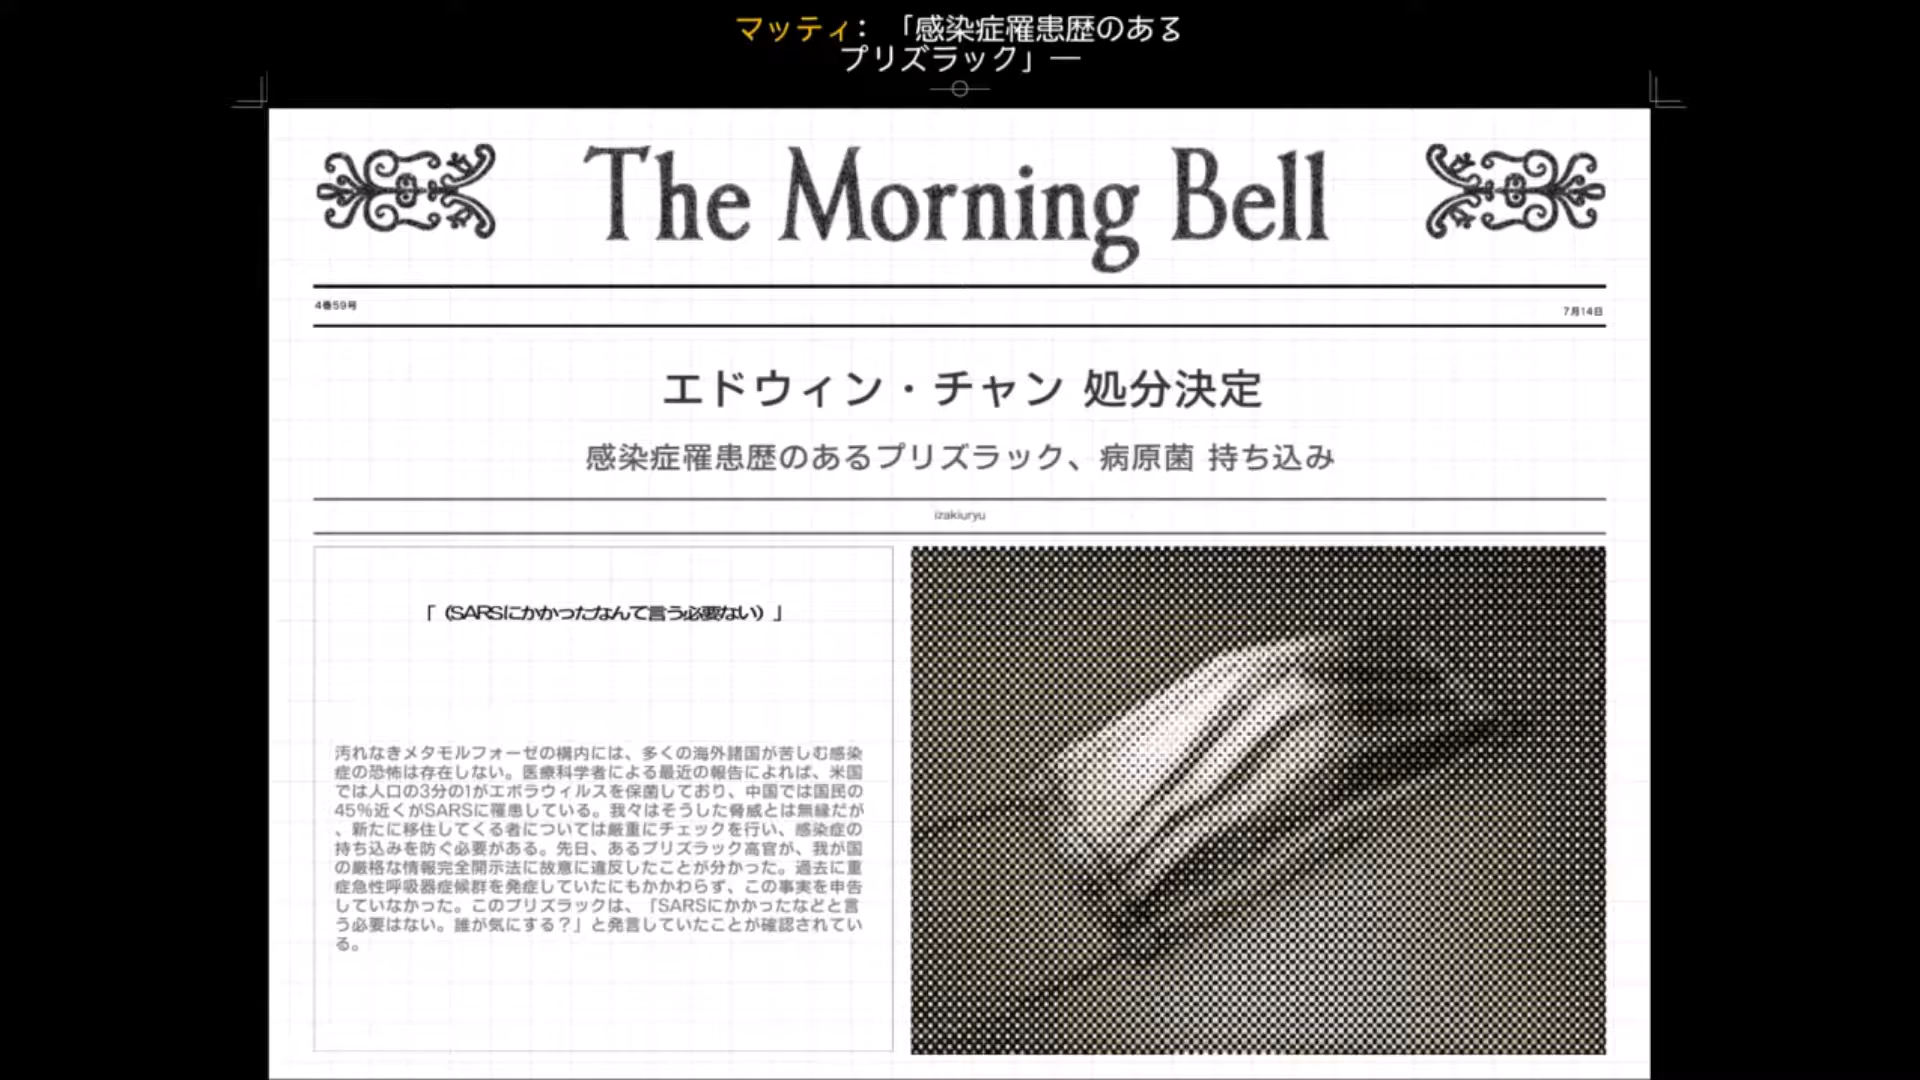 マッティ: 「感染症罹患歴のある
プリズラック」―
The Morning Bell
4巻59号
7月14日
エドウィン・チャン 処分決定
感染症罹患歴のあるプリズラック、病原菌 持ち込み
izakiuryu
「（SARSにかかったなんて言う必要ない）」
汚れなきメタモルフォーゼの構内には、多くの海外諸国が苦しむ感染
症の恐怖は存在しない。医療科学者による最近の報告によれば、米国
では人口の3分の1がエボラウィルスを保菌しており、中国では国民の
45%近くがSARSに罹患している。我々はそうした脅威とは無縁だが
、新たに移住してくる者については厳重にチェックを行い、感染症の
持ち込みを防ぐ必要がある。先日、あるプリズラック高官が、我が国
の厳格な情報完全開示法に故意に違反したことが分かった。過去に重
症急性呼吸器症候群を発症していたにもかかわらず、この事実を申告
していなかった。このプリズラックは、「SARSにかかったなどと言
う必要はない。誰が気にする？」と発言していたことが確認されてい
る。